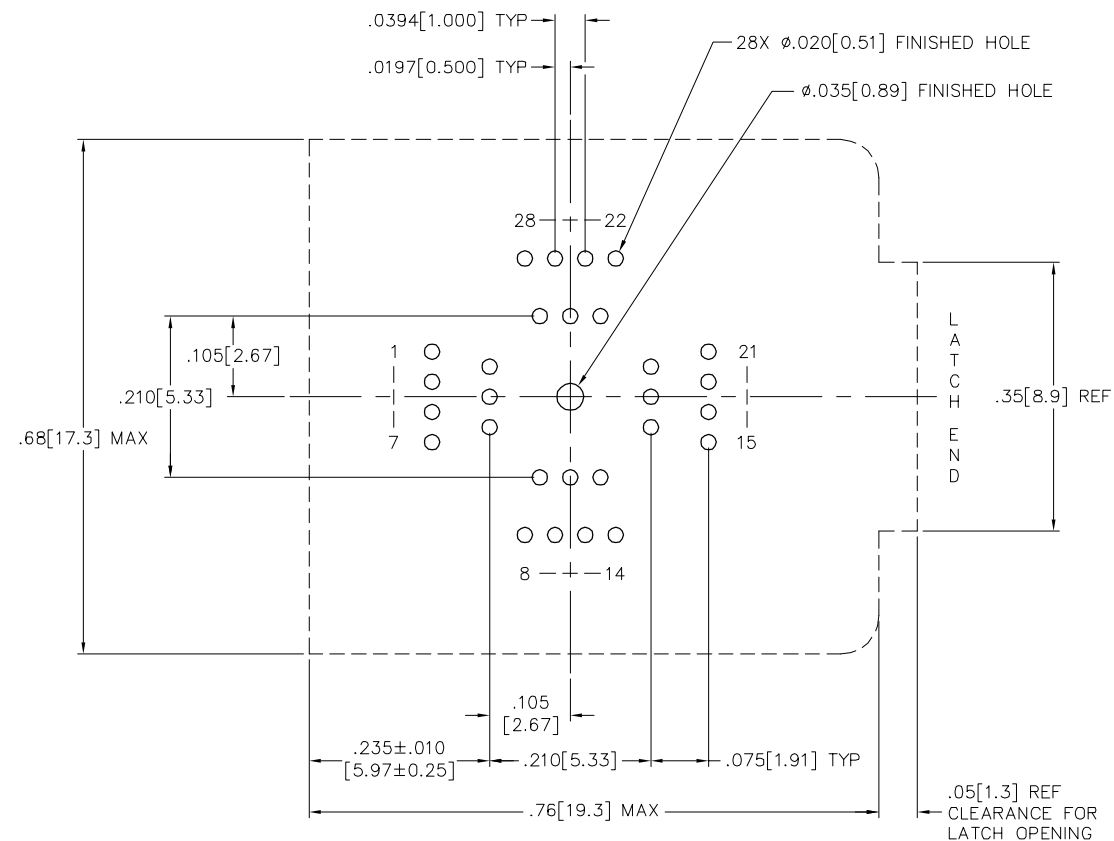 .0394[1.000] TYP
28X ⌀.020[0.51] FINISHED HOLE
.0197[0.500] TYP
⌀.035[0.89] FINISHED HOLE
28
22
.105[2.67]
1
21
.210[5.33]
.35[8.9] REF
LATCH END
.68[17.3] MAX
7
15
8
14
.105
[2.67]
.235±.010
[5.97±0.25]
.210[5.33]
.075[1.91] TYP
.76[19.3] MAX
.05[1.3] REF
CLEARANCE FOR
LATCH OPENING